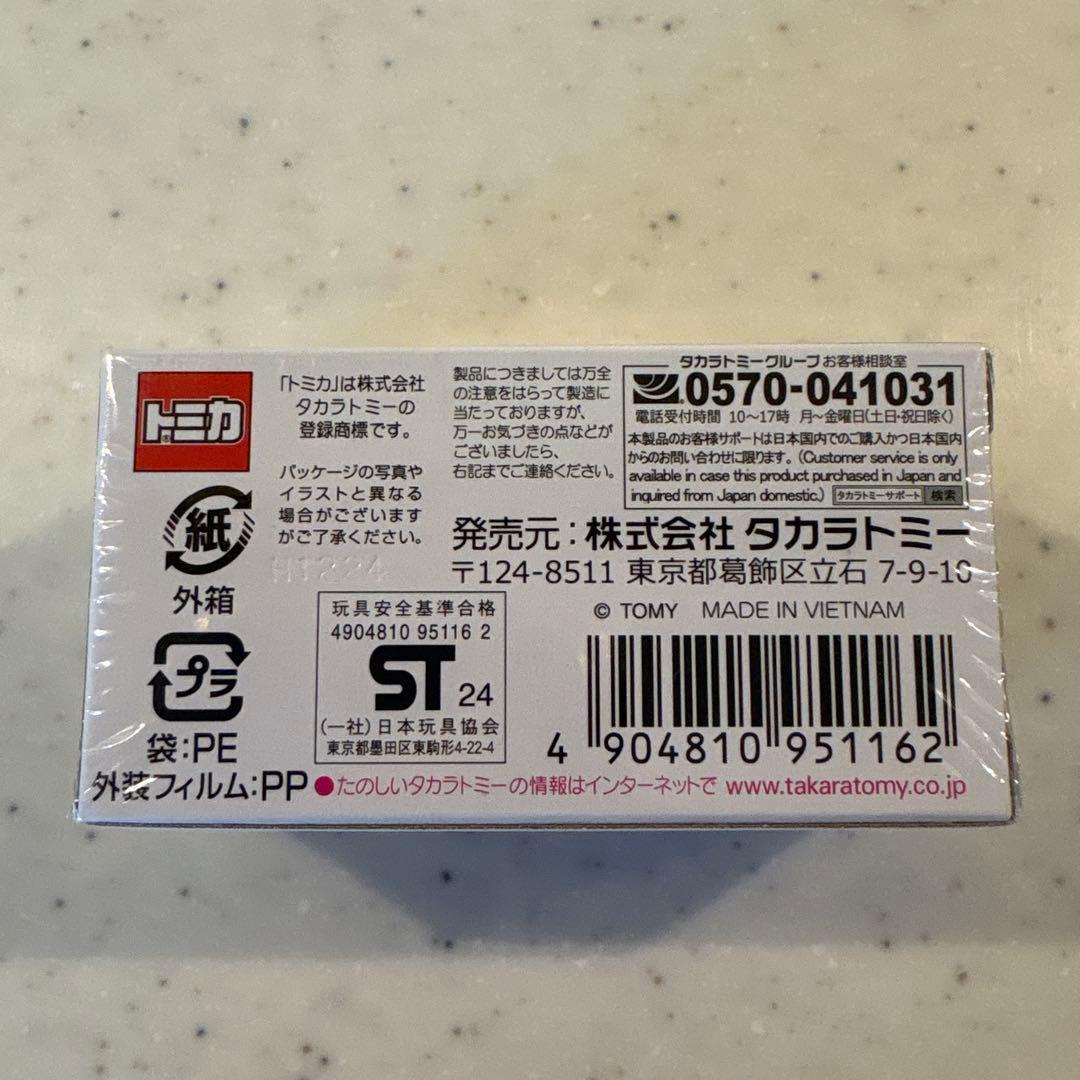 トミカ
®
「トミカ」は株式会社
タカラトミーの
登録商標です。
パッケージの写真や
イラストと異なる
場合がございます
がご了承ください。
製品につきましては万全
の注意をはらって製造に
当たっておりますが、
万一お気づきの点などが
ございましたら、
右記までご連絡ください。
タカラトミーグループ お客様相談室
0570-041031
電話受付時間 10〜17時 月〜金曜日(土日・祝日除く)
本製品のお客様サポートは日本国内でのご購入かつ日本国内
からのお問い合わせに限ります。(Customer service is only
available in case this product purchased in Japan and
inquired from Japan domestic.) タカラトミーサポート 検索
発売元:株式会社 タカラトミー
〒124-8511 東京都葛飾区立石 7-9-10
© TOMY MADE IN VIETNAM
紙
外箱
プラ
袋:PE
外装フィルム:PP
玩具安全基準合格
4904810 95116 2
ST 24
(一社)日本玩具協会
東京都墨田区東駒形4-22-4
4 904810 951162
●たのしいタカラトミーの情報はインターネットで www.takaratomy.co.jp